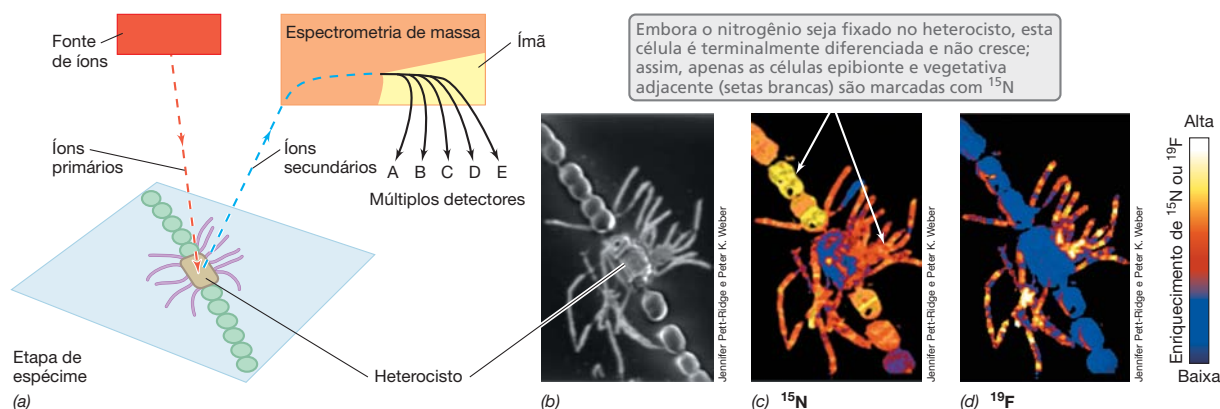 Fonte
de íons
Espectrometria de massa
Ímã
Íons
primários
Íons
secundários
A B C D E
Múltiplos detectores
Etapa de
espécime
Heterocisto
(a)
Embora o nitrogênio seja fixado no heterocisto, esta
célula é terminalmente diferenciada e não cresce;
assim, apenas as células epibionte e vegetativa
adjacente (setas brancas) são marcadas com ¹⁵N
Jennifer Pett-Ridge e Peter K. Weber
(b)
Jennifer Pett-Ridge e Peter K. Weber
(c) ¹⁵N
Jennifer Pett-Ridge e Peter K. Weber
(d) ¹⁹F
Alta
Enriquecimento de ¹⁵N ou ¹⁹F
Baixa